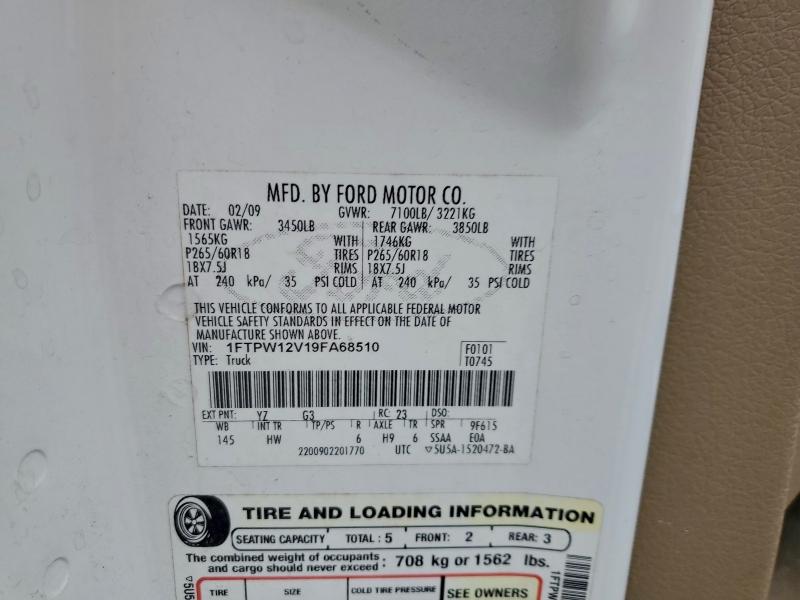 MFD. BY FORD MOTOR CO.
DATE: 02/09 GVWR: 7100LB/ 3221KG
FRONT GAWR: 3450LB REAR GAWR: 3850LB
1565KG WITH 1746KG WITH
P265/60R18 TIRES P265/60R18 TIRES
18X7.5J RIMS 18X7.5J RIMS
AT 240 kPa/ 35 PSI COLD AT 240 kPa/ 35 PSI COLD
Ford
THIS VEHICLE CONFORMS TO ALL APPLICABLE FEDERAL MOTOR
VEHICLE SAFETY STANDARDS IN EFFECT ON THE DATE OF
MANUFACTURE SHOWN ABOVE.
VIN: 1FTPW12V19FA68510 F0101
TYPE: Truck T0745
EXT PNT: YZ G3 RC: 23 DSO:
WB INT TR TP/PS R AXLE TR SPR 9F615
145 HW 6 H9 6 SSAA E0A
2200902201770 UTC ▽5U5A-1520472-BA
TIRE AND LOADING INFORMATION
SEATING CAPACITY TOTAL : 5 FRONT: 2 REAR: 3
The combined weight of occupants
and cargo should never exceed : 708 kg or 1562 lbs.
TIRE SIZE COLD TIRE PRESSURE SEE OWNERS
▽5U5
1FTPW